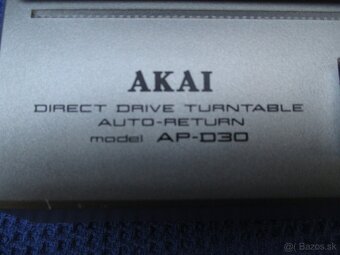 AKAI
DIRECT DRIVE TURNTABLE
AUTO-RETURN
model AP-D30
Bazos.sk